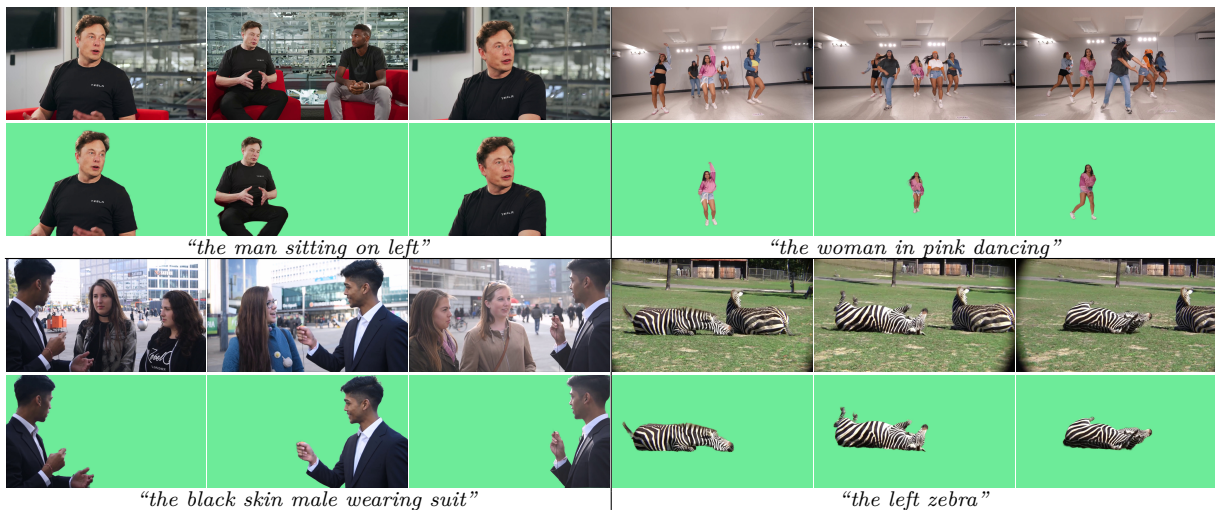 TESLA
"the man sitting on left"
"the woman in pink dancing"
"the black skin male wearing suit"
"the left zebra"